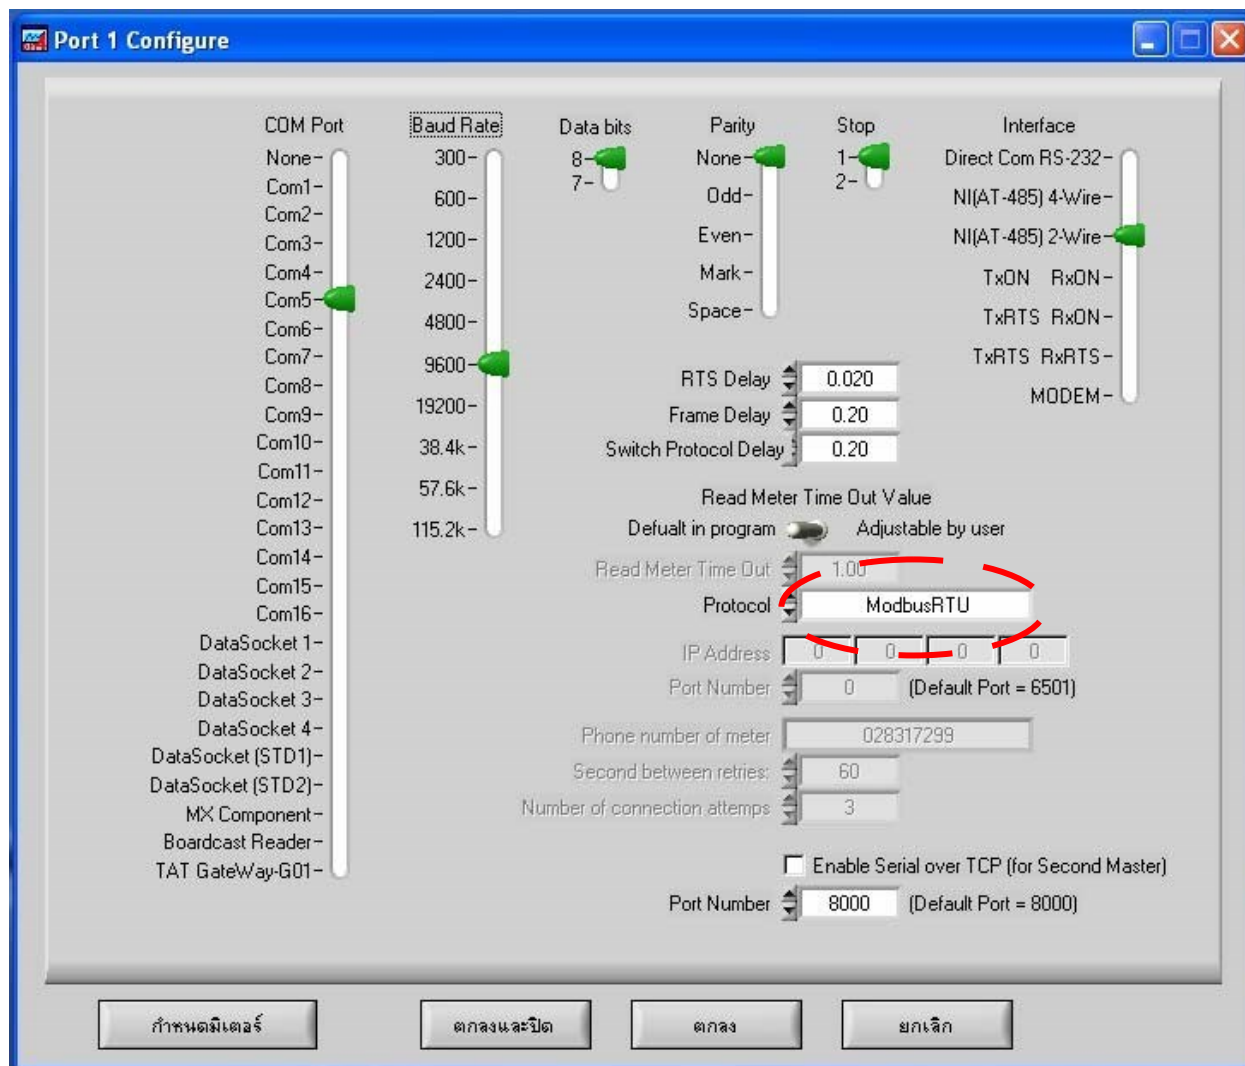 Port 1 Configure
COM Port
None
Com1
Com2
Com3
Com4
Com5
Com6
Com7
Com8
Com9
Com10
Com11
Com12
Com13
Com14
Com15
Com16
DataSocket 1
DataSocket 2
DataSocket 3
DataSocket 4
DataSocket (STD1)
DataSocket (STD2)
MX Component
Boardcast Reader
TAT GateWay-G01
Baud Rate
300
600
1200
2400
4800
9600
19200
38.4k
57.6k
115.2k
Data bits
8
7
Parity
None
Odd
Even
Mark
Space
Stop
1
2
Interface
Direct Com RS-232
NI(AT-485) 4-Wire
NI(AT-485) 2-Wire
TxON RxON
TxRTS RxON
TxRTS RxRTS
MODEM
RTS Delay 0.020
Frame Delay 0.20
Switch Protocol Delay 0.20
Read Meter Time Out Value
Defualt in program Adjustable by user
Read Meter Time Out 1.00
Protocol ModbusRTU
IP Address 0 0 0 0
Port Number 0 (Default Port = 6501)
Phone number of meter 028317299
Second between retries: 60
Number of connection attemps 3
Enable Serial over TCP (for Second Master)
Port Number 8000 (Default Port = 8000)
กำหนดมิเตอร์ ตกลงและปิด ตกลง ยกเลิก